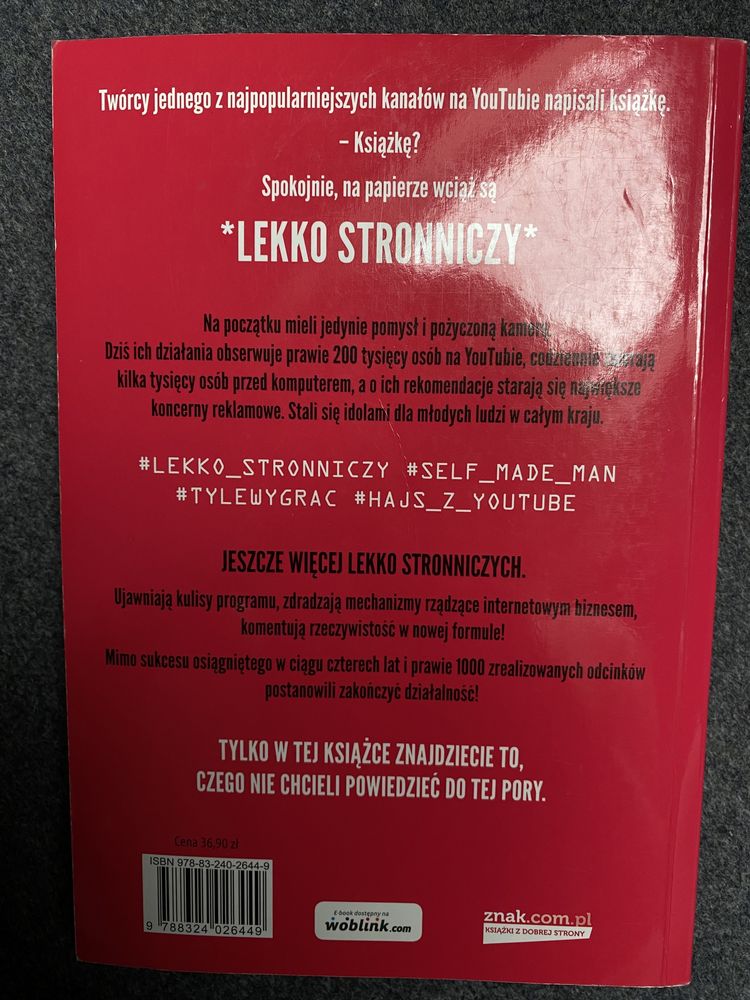 Twórcy jednego z najpopularniejszych kanałów na YouTubie napisali książkę.
– Książkę?
Spokojnie, na papierze wciąż są
*LEKKO STRONNICZY*
Na początku mieli jedynie pomysł i pożyczoną kamerę.
Dziś ich działania obserwuje prawie 200 tysięcy osób na YouTubie, codziennie zbierają
kilka tysięcy osób przed komputerem, a o ich rekomendacje starają się największe
koncerny reklamowe. Stali się idolami dla młodych ludzi w całym kraju.
#LEKKO_STRONNICZY #SELF_MADE_MAN
#TYLEWYGRAC #HAJS_Z_YOUTUBE
JESZCZE WIĘCEJ LEKKO STRONNICZYCH.
Ujawniają kulisy programu, zdradzają mechanizmy rządzące internetowym biznesem,
komentują rzeczywistość w nowej formule!
Mimo sukcesu osiągniętego w ciągu czterech lat i prawie 1000 zrealizowanych odcinków
postanowili zakończyć działalność!
TYLKO W TEJ KSIĄŻCE ZNAJDZIECIE TO,
CZEGO NIE CHCIELI POWIEDZIEĆ DO TEJ PORY.
Cena 36,90 zł
ISBN 978-83-240-2644-9
9 788324 026449
E-book dostępny na
woblink.com
znak.com.pl
KSIĄŻKI Z DOBREJ STRONY